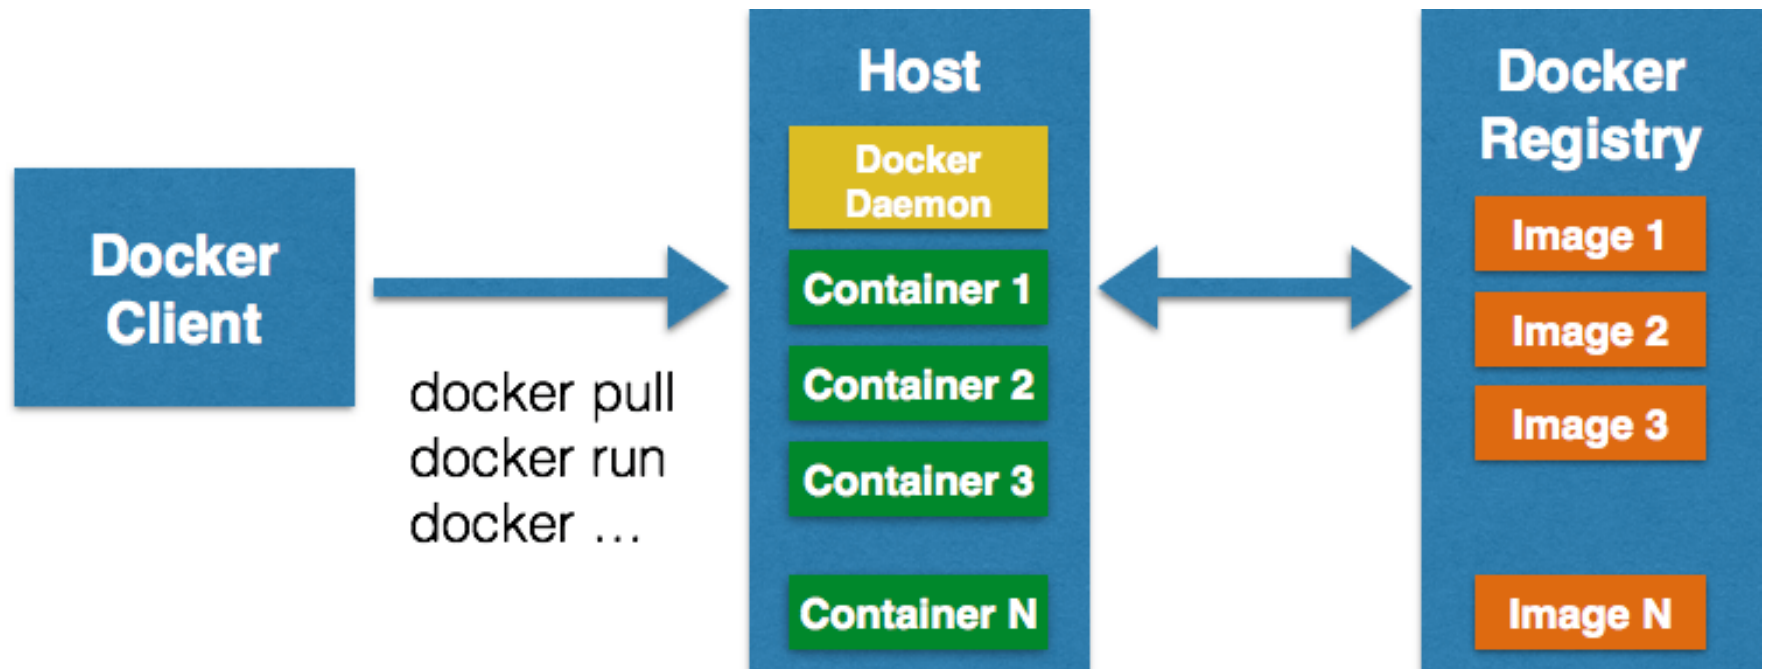 Docker
Client
docker pull
docker run
docker ...
Host
Docker
Daemon
Container 1
Container 2
Container 3
Container N
Docker
Registry
Image 1
Image 2
Image 3
Image N